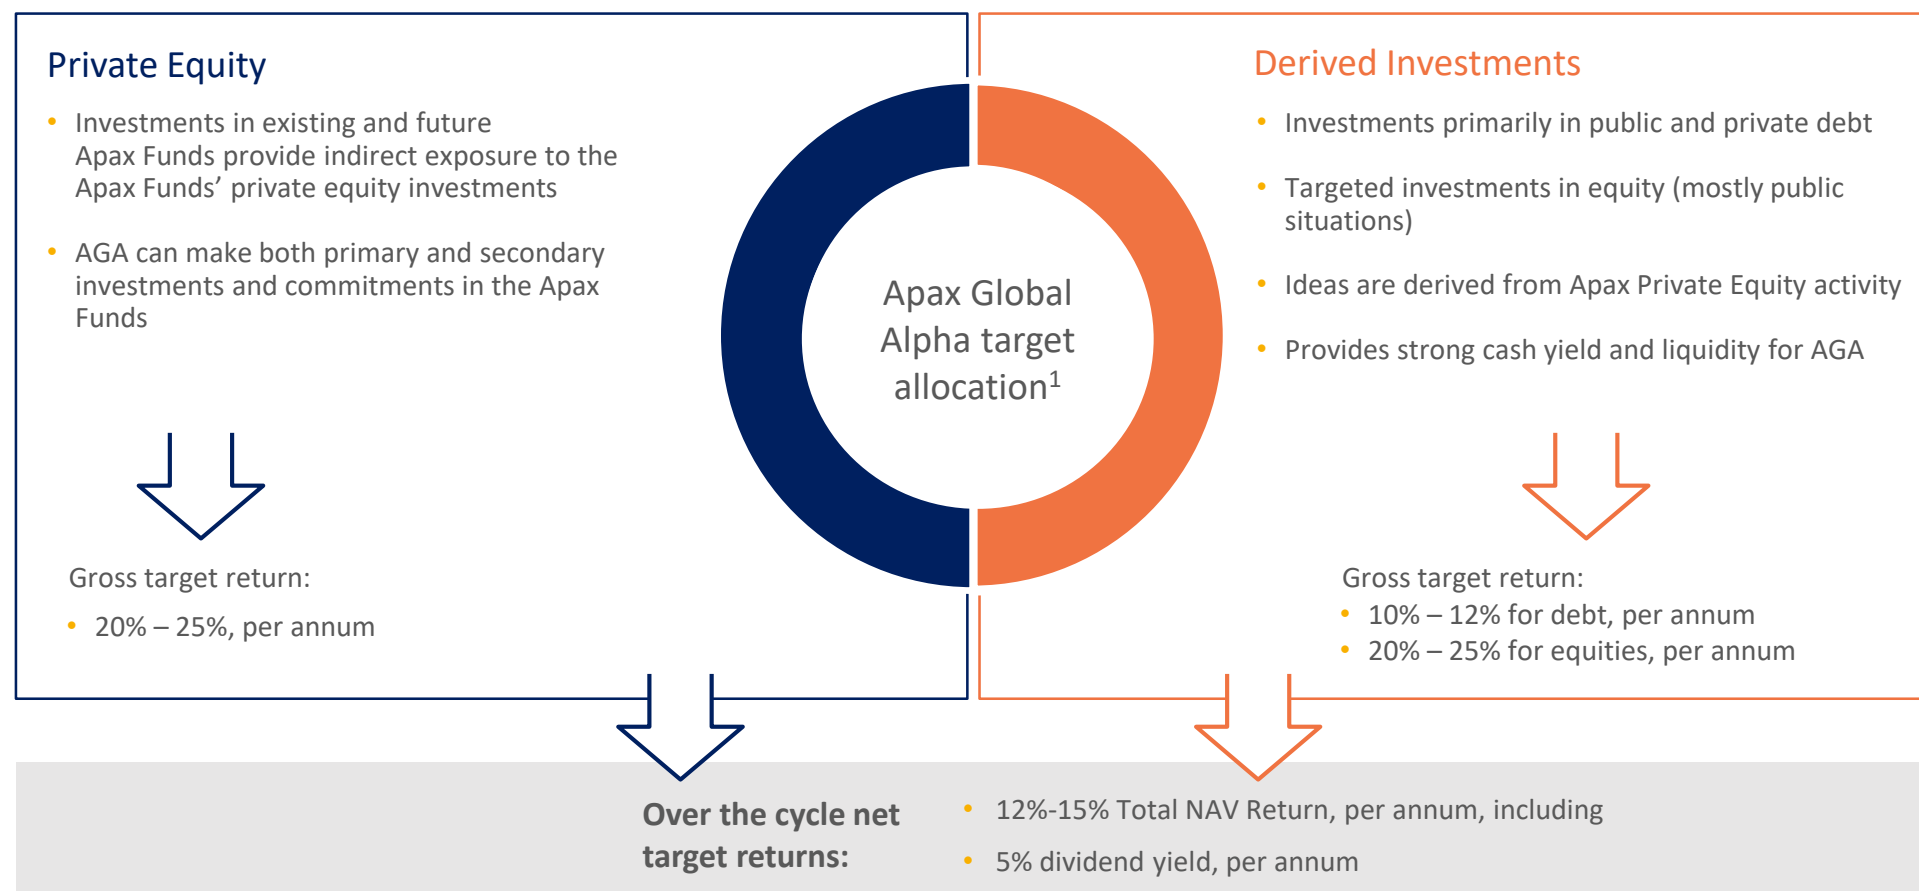 Private Equity
• Investments in existing and future
Apax Funds provide indirect exposure to the
Apax Funds’ private equity investments
• AGA can make both primary and secondary
investments and commitments in the Apax
Funds
Gross target return:
• 20% – 25%, per annum
Apax Global
Alpha target
allocation¹
Derived Investments
• Investments primarily in public and private debt
• Targeted investments in equity (mostly public
situations)
• Ideas are derived from Apax Private Equity activity
• Provides strong cash yield and liquidity for AGA
Gross target return:
• 10% – 12% for debt, per annum
• 20% – 25% for equities, per annum
Over the cycle net
target returns:
• 12%-15% Total NAV Return, per annum, including
• 5% dividend yield, per annum